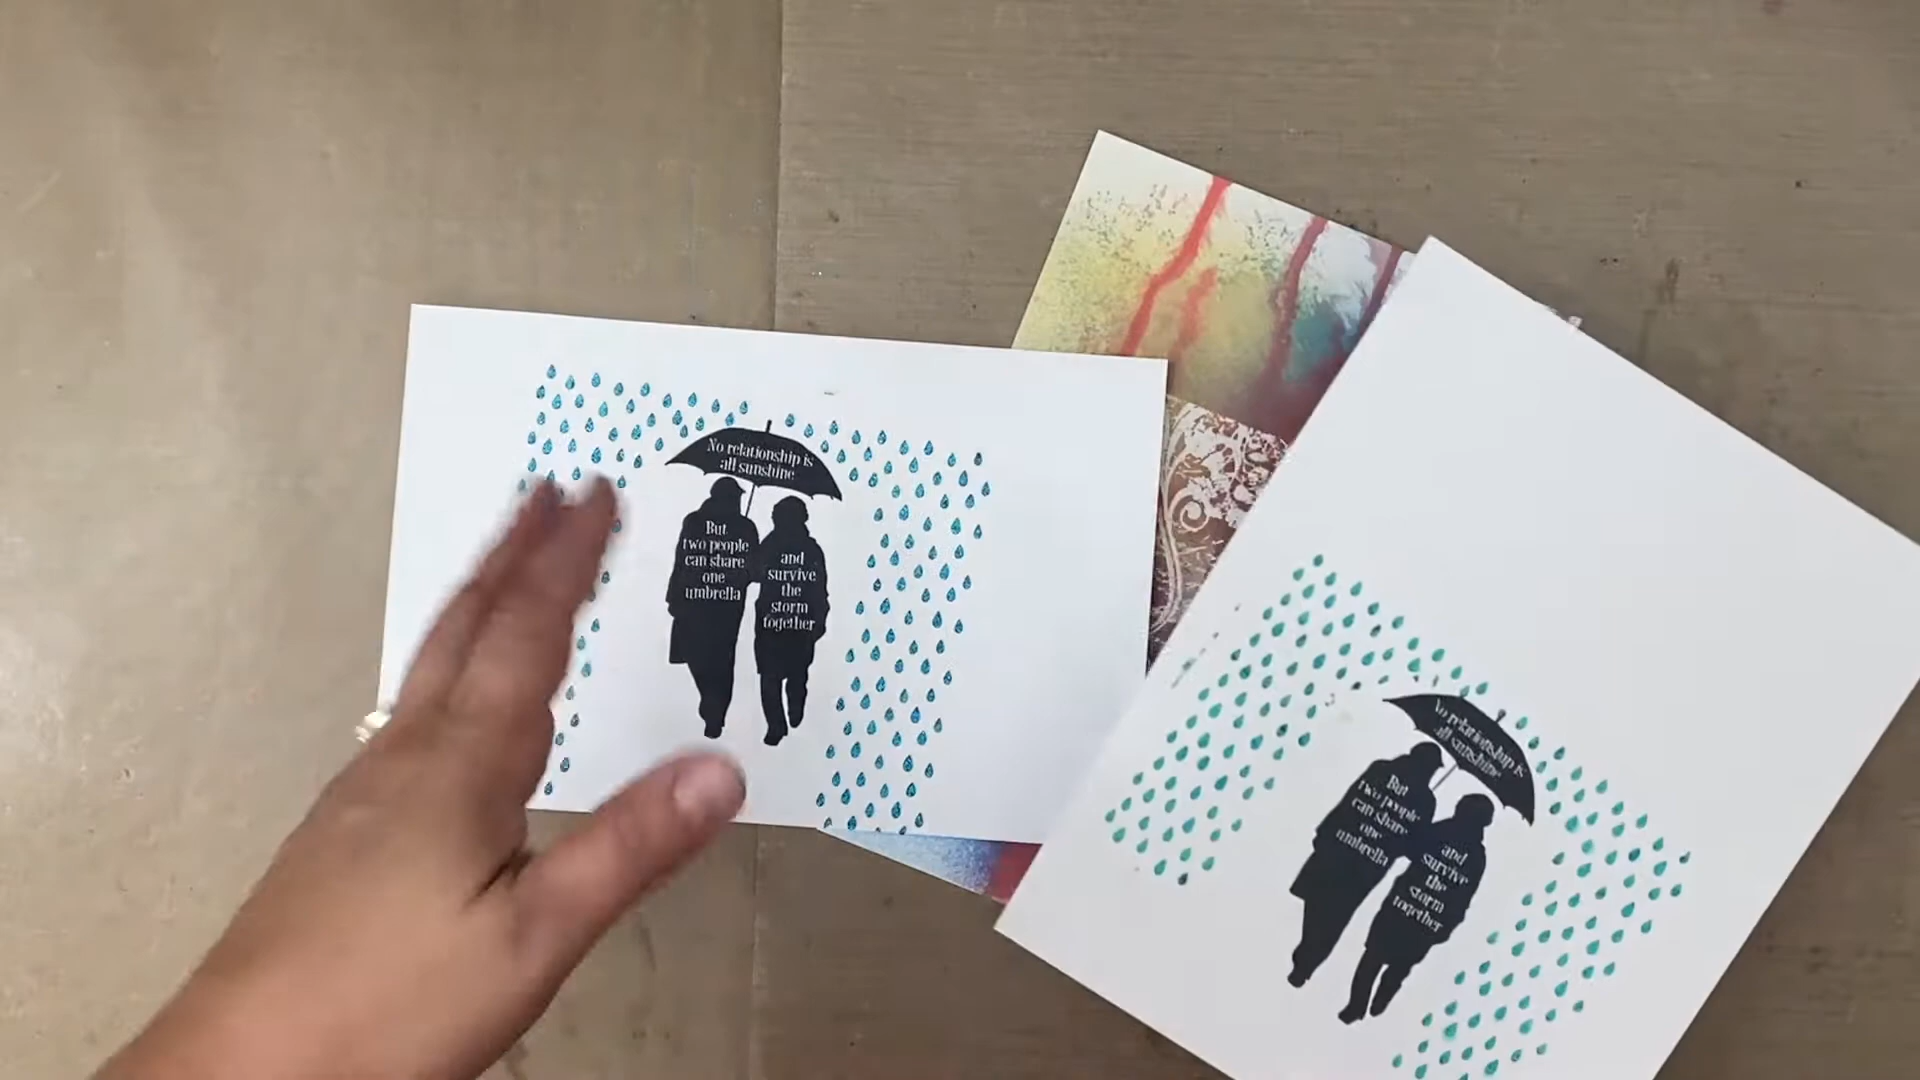 No relationship is
all sunshine
But
two people
can share
one
umbrella
and
survive
the
storm
together
No relationship is
all sunshine
But
two people
can share
one
umbrella
and
survive
the
storm
together